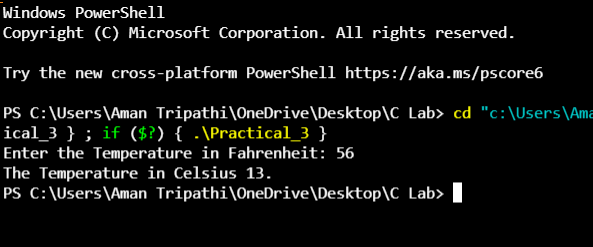 Windows PowerShell
Copyright (C) Microsoft Corporation. All rights reserved.
Try the new cross-platform PowerShell https://aka.ms/pscore6
PS C:\Users\Aman Tripathi\OneDrive\Desktop\C Lab> cd "c:\Users\Ama
ical_3 } ; if ($?) { .\Practical_3 }
Enter the Temperature in Fahrenheit: 56
The Temperature in Celsius 13.
PS C:\Users\Aman Tripathi\OneDrive\Desktop\C Lab>